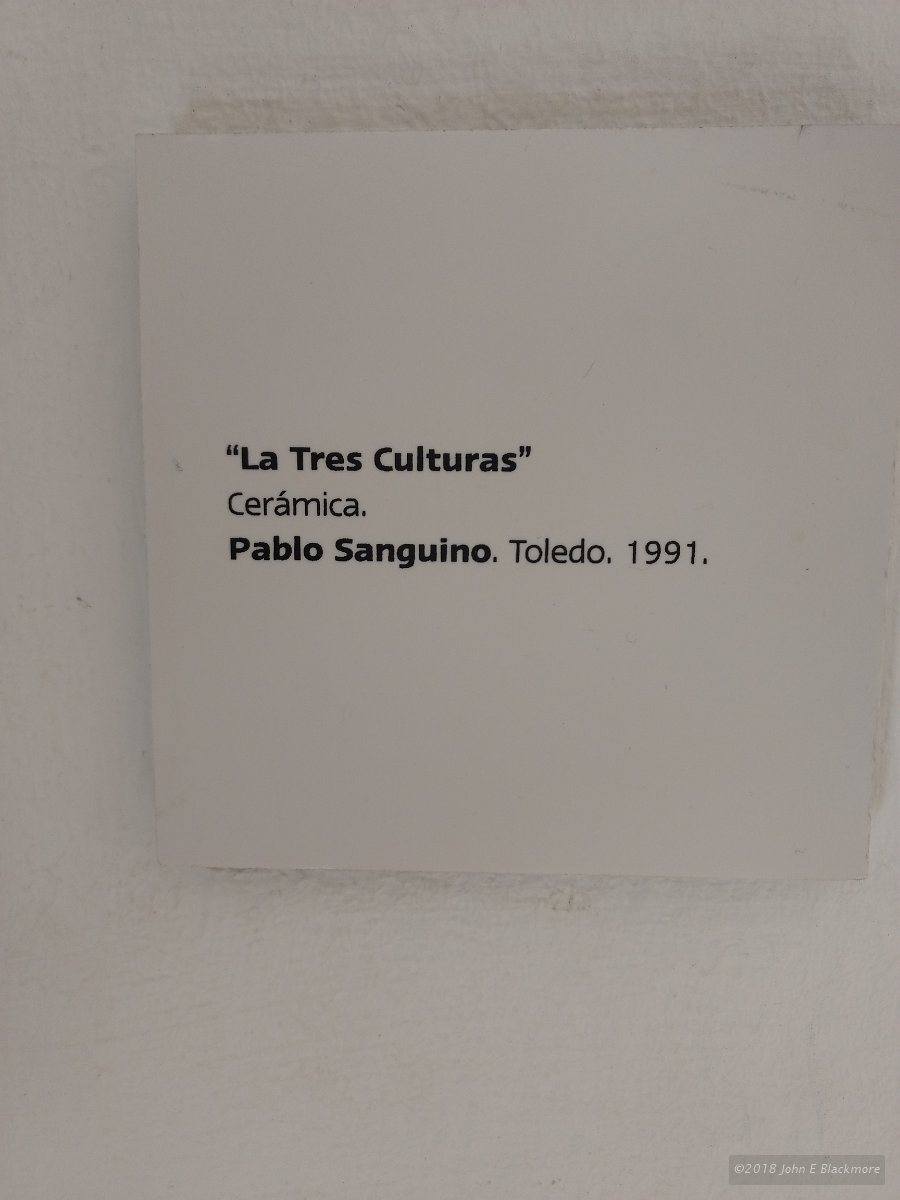 “La Tres Culturas”
Cerámica.
Pablo Sanguino. Toledo. 1991.
©2018 John E Blackmore